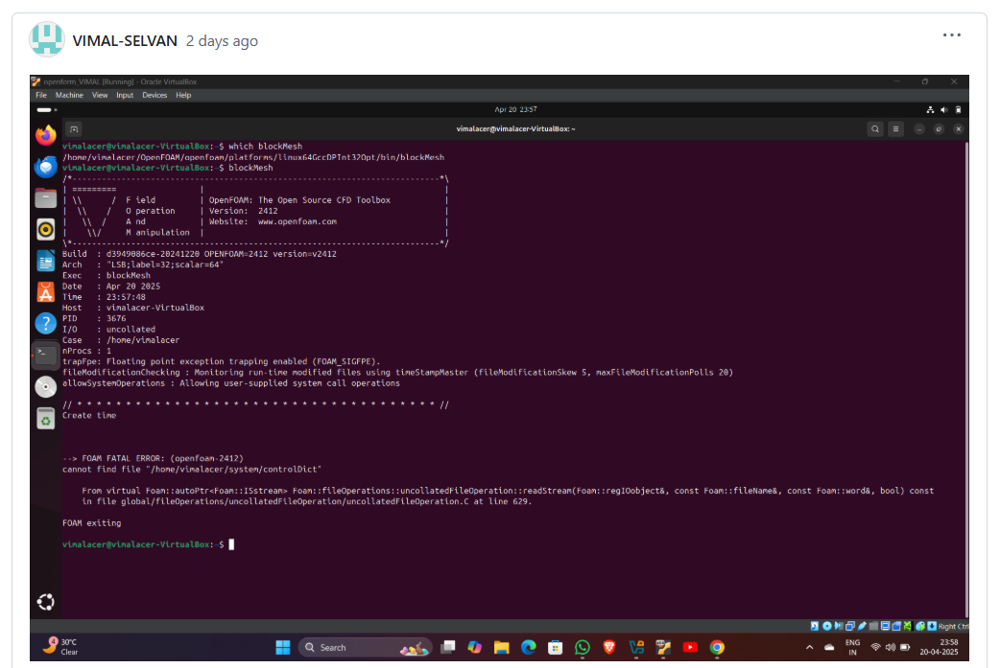 VIMAL-SELVAN 2 days ago
openform_VIMAL [Running] - Oracle VirtualBox
File Machine View Input Devices Help
Apr 20 23:57
vimalacer@vimalacer-VirtualBox: ~
vimalacer@vimalacer-VirtualBox:~$ which blockMesh
/home/vimalacer/OpenFOAM/openfoam/platforms/linux64GccDPInt32Opt/bin/blockMesh
vimalacer@vimalacer-VirtualBox:~$ blockMesh
/*---------------------------------------------------------------------------*\
| ========= | |
| \\ / F ield | OpenFOAM: The Open Source CFD Toolbox |
| \\ / O peration | Version: 2412 |
| \\ / A nd | Website: www.openfoam.com |
| \\/ M anipulation | |
\*---------------------------------------------------------------------------*/
Build : d3949086ce-20241220 OPENFOAM=2412 version=v2412
Arch : "LSB;label=32;scalar=64"
Exec : blockMesh
Date : Apr 20 2025
Time : 23:57:48
Host : vimalacer-VirtualBox
PID : 3676
I/O : uncollated
Case : /home/vimalacer
nProcs : 1
trapFpe: Floating point exception trapping enabled (FOAM_SIGFPE).
fileModificationChecking : Monitoring run-time modified files using timeStampMaster (fileModificationSkew 5, maxFileModificationPolls 20)
allowSystemOperations : Allowing user-supplied system call operations
// * * * * * * * * * * * * * * * * * * * * * * * * * * * * * * * * * * * * * //
Create time
--> FOAM FATAL ERROR: (openfoam-2412)
cannot find file "/home/vimalacer/system/controlDict"
From virtual Foam::autoPtr<Foam::ISstream> Foam::fileOperations::uncollatedFileOperation::readStream(Foam::regIOobject&, const Foam::fileName&, const Foam::word&, bool) const
in file global/fileOperations/uncollatedFileOperation/uncollatedFileOperation.C at line 629.
FOAM exiting
vimalacer@vimalacer-VirtualBox:~$
Right Ctrl
4
30°C
Clear
Search
ENG
IN
23:58
20-04-2025